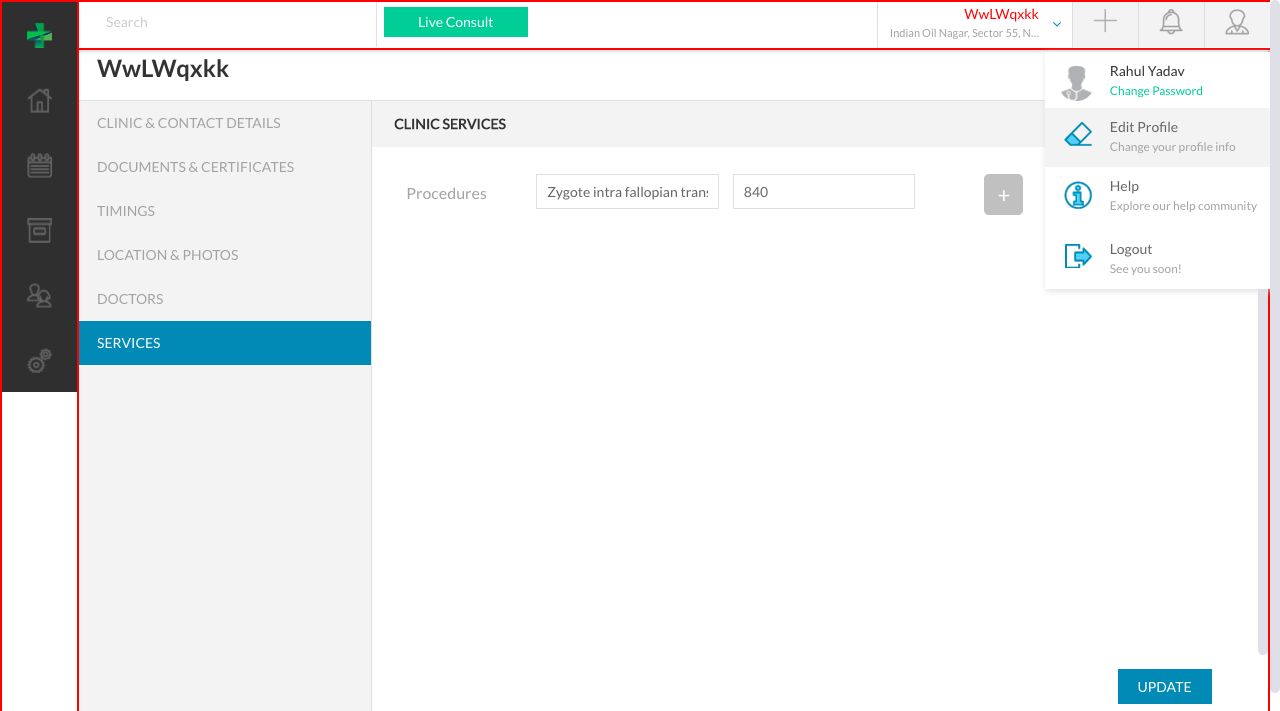 Search
Live Consult
WwLWqxkk
Indian Oil Nagar, Sector 55, N...
WwLWqxkk
Rahul Yadav
Change Password
Edit Profile
Change your profile info
Help
Explore our help community
Logout
See you soon!
CLINIC & CONTACT DETAILS
DOCUMENTS & CERTIFICATES
TIMINGS
LOCATION & PHOTOS
DOCTORS
SERVICES
CLINIC SERVICES
Procedures
Zygote intra fallopian trans
840
+
UPDATE